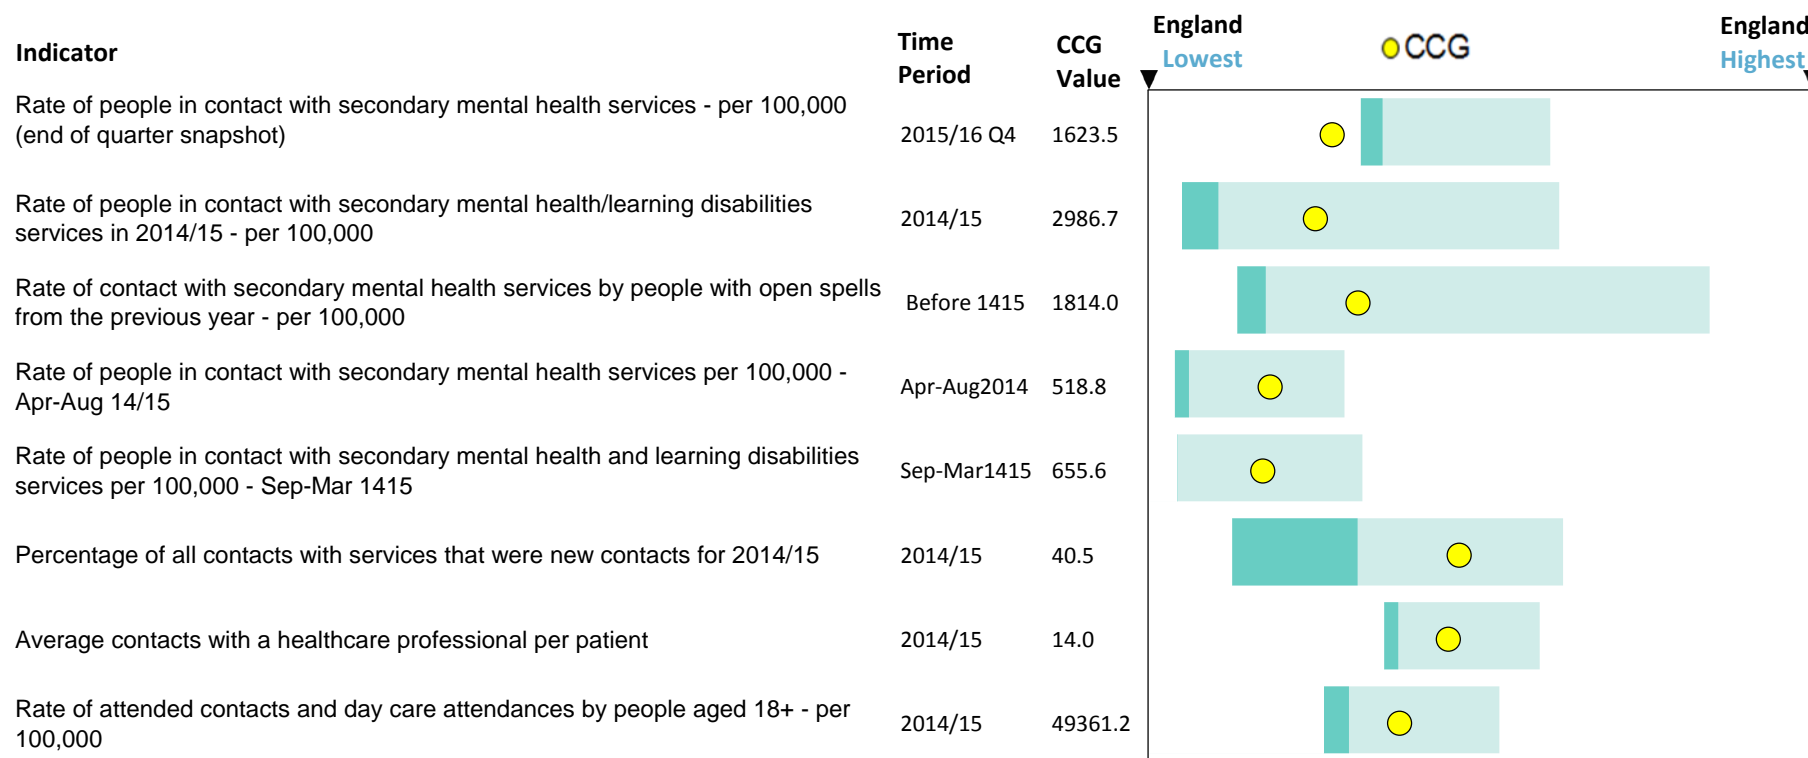 Indicator
Time Period
CCG Value
England Lowest
CCG
England Highest
Rate of people in contact with secondary mental health services - per 100,000
(end of quarter snapshot)
2015/16 Q4
1623.5
Rate of people in contact with secondary mental health/learning disabilities
services in 2014/15 - per 100,000
2014/15
2986.7
Rate of contact with secondary mental health services by people with open spells
from the previous year - per 100,000
Before 1415
1814.0
Rate of people in contact with secondary mental health services per 100,000 -
Apr-Aug 14/15
Apr-Aug2014
518.8
Rate of people in contact with secondary mental health and learning disabilities
services per 100,000 - Sep-Mar 1415
Sep-Mar1415
655.6
Percentage of all contacts with services that were new contacts for 2014/15
2014/15
40.5
Average contacts with a healthcare professional per patient
2014/15
14.0
Rate of attended contacts and day care attendances by people aged 18+ - per
100,000
2014/15
49361.2